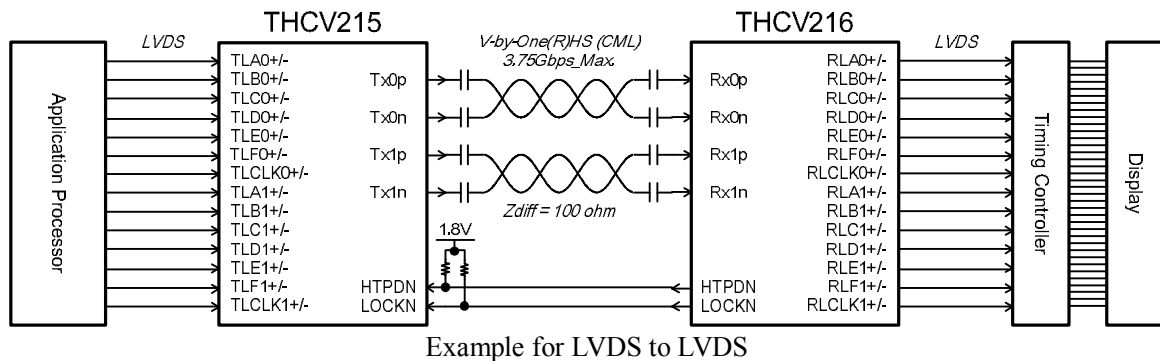 THCV215
THCV216
LVDS
V-by-One(R)HS (CML)
3.75Gbps_Max.
LVDS
Application Processor
TLA0+/-
TLB0+/-
TLC0+/-
TLD0+/-
TLE0+/-
TLF0+/-
TLCLK0+/-
TLA1+/-
TLB1+/-
TLC1+/-
TLD1+/-
TLE1+/-
TLF1+/-
TLCLK1+/-
Tx0p
Tx0n
Tx1p
Tx1n
HTPDN
LOCKN
Zdiff = 100 ohm
1.8V
Rx0p
Rx0n
Rx1p
Rx1n
HTPDN
LOCKN
RLA0+/-
RLB0+/-
RLC0+/-
RLD0+/-
RLE0+/-
RLF0+/-
RLCLK0+/-
RLA1+/-
RLB1+/-
RLC1+/-
RLD1+/-
RLE1+/-
RLF1+/-
RLCLK1+/-
Timing Controller
Display
Example for LVDS to LVDS